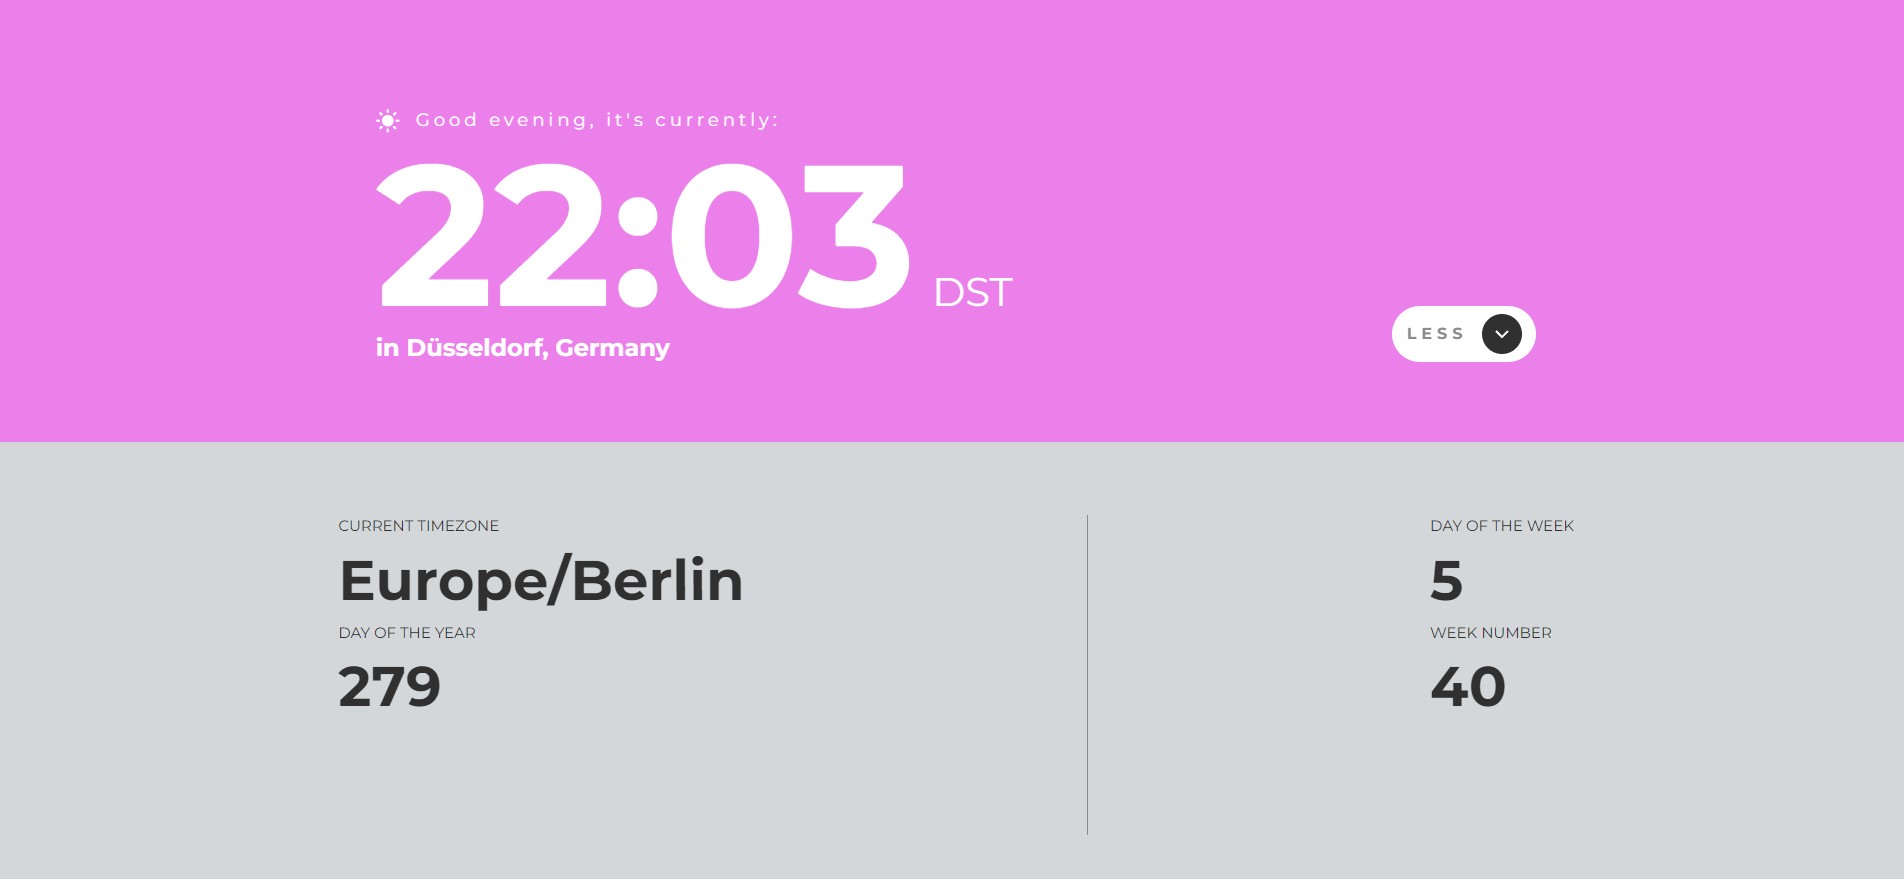 Good evening, it's currently:
22:03 DST
in Düsseldorf, Germany
LESS
CURRENT TIMEZONE
Europe/Berlin
DAY OF THE YEAR
279
DAY OF THE WEEK
5
WEEK NUMBER
40